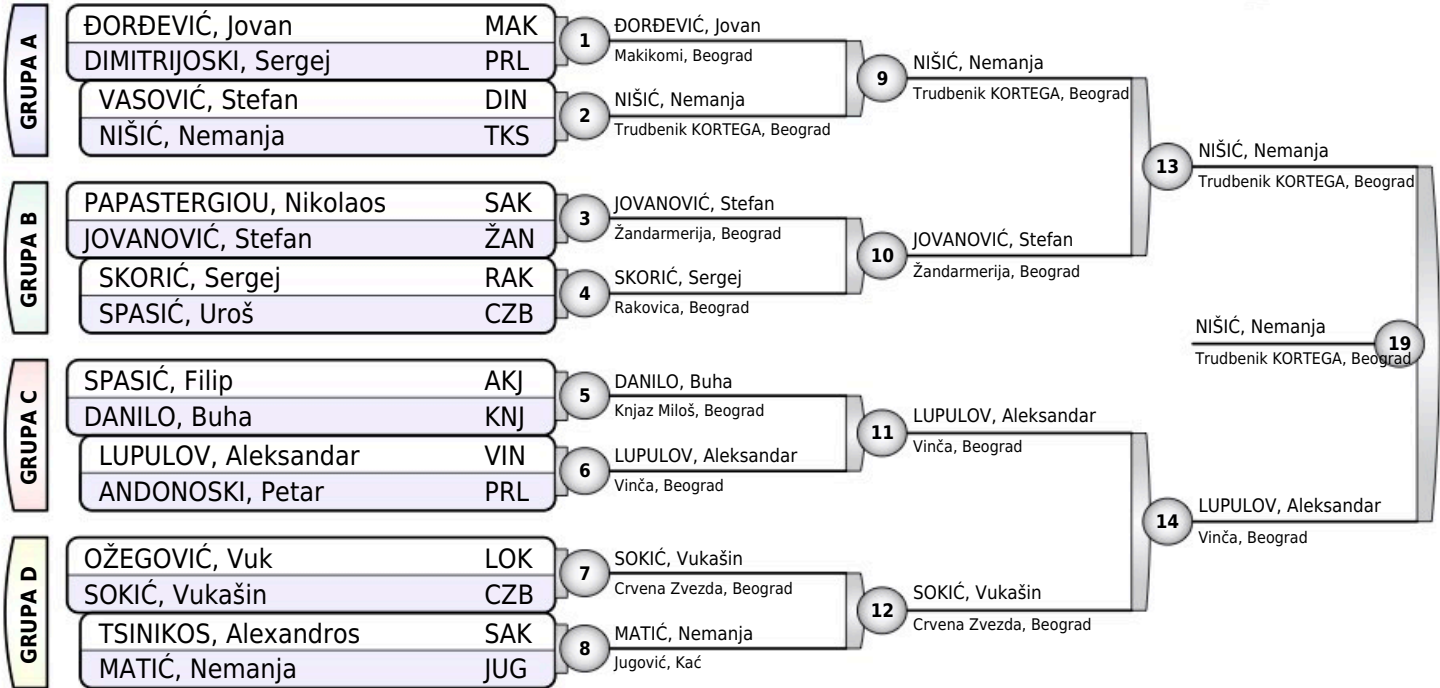 GRUPA A
ĐORĐEVIĆ, Jovan MAK
DIMITRIJOSKI, Sergej PRL
VASOVIĆ, Stefan DIN
NIŠIĆ, Nemanja TKS
GRUPA B
PAPASTERGIOU, Nikolaos SAK
JOVANOVIĆ, Stefan ŽAN
SKORIĆ, Sergej RAK
SPASIĆ, Uroš CZB
GRUPA C
SPASIĆ, Filip AKJ
DANILO, Buha KNJ
LUPULOV, Aleksandar VIN
ANDONOSKI, Petar PRL
GRUPA D
OŽEGOVIĆ, Vuk LOK
SOKIĆ, Vukašin CZB
TSINIKOS, Alexandros SAK
MATIĆ, Nemanja JUG
1
ĐORĐEVIĆ, Jovan
Makikomi, Beograd
2
NIŠIĆ, Nemanja
Trudbenik KORTEGA, Beograd
3
JOVANOVIĆ, Stefan
Žandarmerija, Beograd
4
SKORIĆ, Sergej
Rakovica, Beograd
5
DANILO, Buha
Knjaz Miloš, Beograd
6
LUPULOV, Aleksandar
Vinča, Beograd
7
SOKIĆ, Vukašin
Crvena Zvezda, Beograd
8
MATIĆ, Nemanja
Jugović, Kać
9
NIŠIĆ, Nemanja
Trudbenik KORTEGA, Beograd
10
JOVANOVIĆ, Stefan
Žandarmerija, Beograd
11
LUPULOV, Aleksandar
Vinča, Beograd
12
SOKIĆ, Vukašin
Crvena Zvezda, Beograd
13
NIŠIĆ, Nemanja
Trudbenik KORTEGA, Beograd
14
LUPULOV, Aleksandar
Vinča, Beograd
NIŠIĆ, Nemanja
19
Trudbenik KORTEGA, Beograd